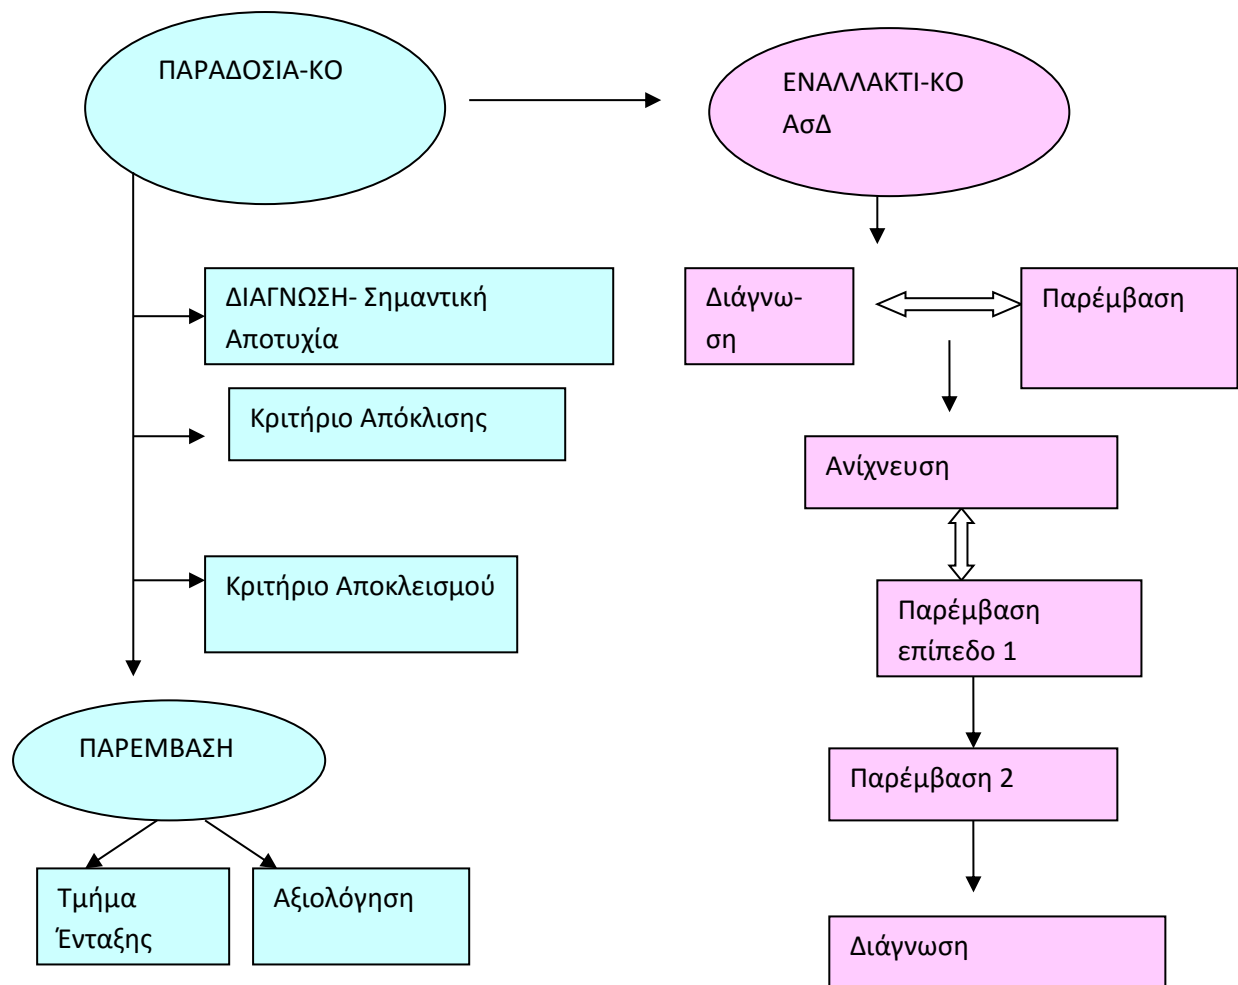 ΠΑΡΑΔΟΣΙΑ-ΚΟ
ΕΝΑΛΛΑΚΤΙ-ΚΟ
ΑσΔ
ΔΙΑΓΝΩΣΗ- Σημαντική
Αποτυχία
Διάγνω-
ση
Παρέμβαση
Κριτήριο Απόκλισης
Ανίχνευση
Κριτήριο Αποκλεισμού
Παρέμβαση
επίπεδο 1
ΠΑΡΕΜΒΑΣΗ
Παρέμβαση 2
Τμήμα
Ένταξης
Αξιολόγηση
Διάγνωση